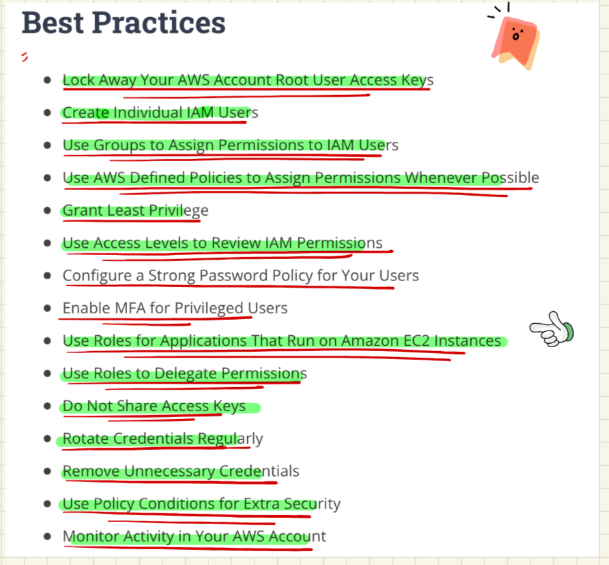 Best Practices
Lock Away Your AWS Account Root User Access Keys
Create Individual IAM Users
Use Groups to Assign Permissions to IAM Users
Use AWS Defined Policies to Assign Permissions Whenever Possible
Grant Least Privilege
Use Access Levels to Review IAM Permissions
Configure a Strong Password Policy for Your Users
Enable MFA for Privileged Users
Use Roles for Applications That Run on Amazon EC2 Instances
Use Roles to Delegate Permissions
Do Not Share Access Keys
Rotate Credentials Regularly
Remove Unnecessary Credentials
Use Policy Conditions for Extra Security
Monitor Activity in Your AWS Account